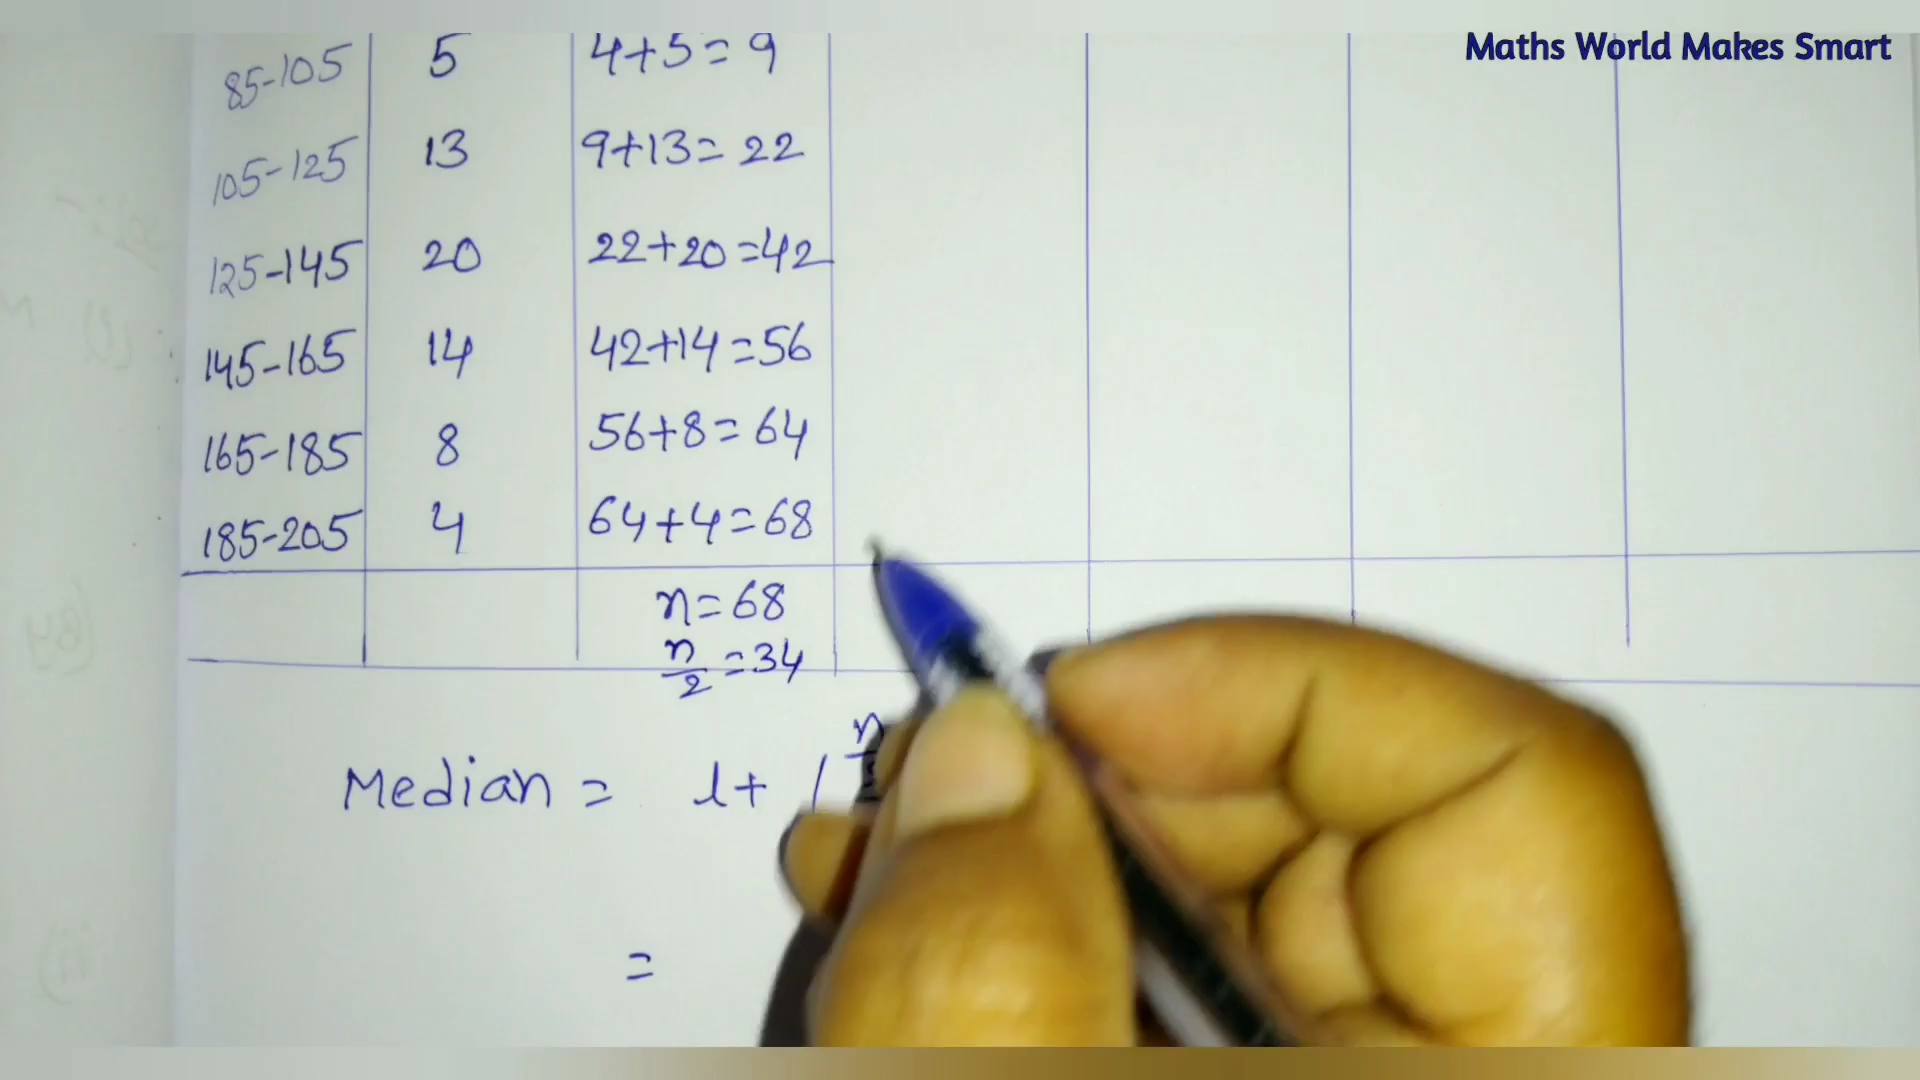 Maths World Makes Smart
85-105 5 4+5=9
105-125 13 9+13=22
125-145 20 22+20=42
145-165 14 42+14=56
165-185 8 56+8=64
185-205 4 64+4=68
n=68
n/2=34
Median = l+ ( n
=